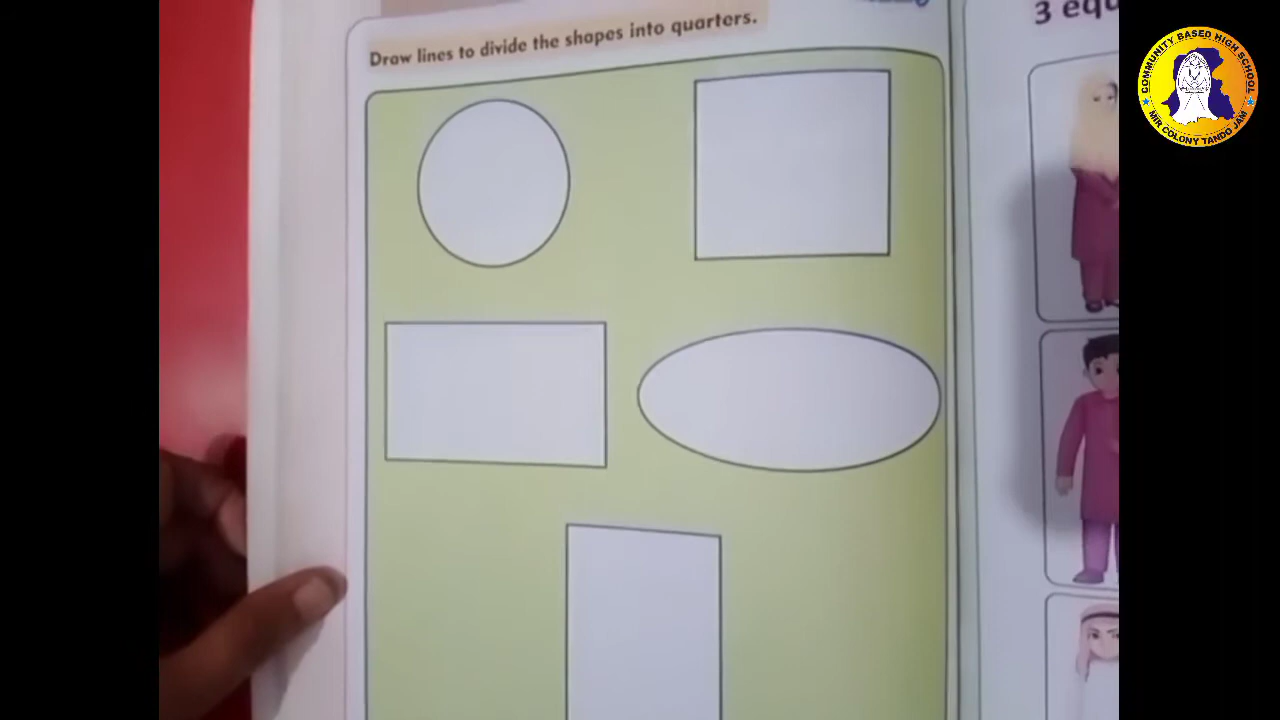 Draw lines to divide the shapes into quarters.
3 equ
COMMUNITY BASED HIGH SCHOOL
MIR COLONY TANDO JAM